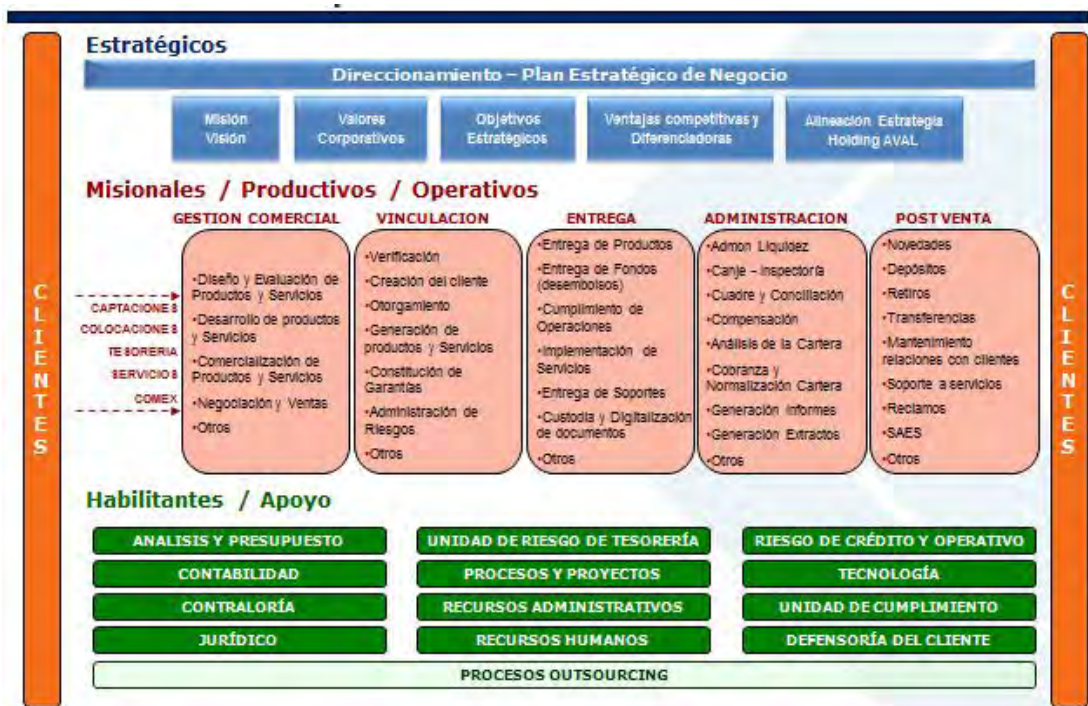 Estratégicos
Direccionamiento – Plan Estratégico de Negocio
Misión
Visión
Valores
Corporativos
Objetivos
Estratégicos
Ventajas competitivas y
Diferenciadoras
Alineación Estrategia
Holding AVAL
Misionales / Productivos / Operativos
GESTION COMERCIAL
•Diseño y Evaluación de
Productos y Servicios
•Desarrollo de productos
y Servicios
•Comercialización de
Productos y Servicios
•Negociación y Ventas
•Otros
VINCULACION
•Verificación
•Creación del cliente
•Otorgamiento
•Generación de
productos y Servicios
•Constitución de
Garantías
•Administración de
Riesgos
•Otros
ENTREGA
•Entrega de Productos
•Entrega de Fondos
(desembolsos)
•Cumplimiento de
Operaciones
•Implementación de
Servicios
•Entrega de Soportes
•Custodia y Digitalización
de documentos
•Otros
ADMINISTRACION
•Admon Liquidez
•Canje – Inspectoría
•Cuadre y Conciliación
•Compensación
•Análisis de la Cartera
•Cobranza y
Normalización Cartera
•Generación Informes
•Generación Extractos
•Otros
POST VENTA
•Novedades
•Depósitos
•Retiros
•Transferencias
•Mantenimiento
relaciones con clientes
•Soporte a servicios
•Reclamos
•SAES
•Otros
CAPTACIONES
COLOCACIONES
TESORERIA
SERVICIOS
COMEX
CLIENTES
CLIENTES
Habilitantes / Apoyo
ANALISIS Y PRESUPUESTO
UNIDAD DE RIESGO DE TESORERÍA
RIESGO DE CRÉDITO Y OPERATIVO
CONTABILIDAD
PROCESOS Y PROYECTOS
TECNOLOGÍA
CONTRALORÍA
RECURSOS ADMINISTRATIVOS
UNIDAD DE CUMPLIMIENTO
JURÍDICO
RECURSOS HUMANOS
DEFENSORÍA DEL CLIENTE
PROCESOS OUTSOURCING